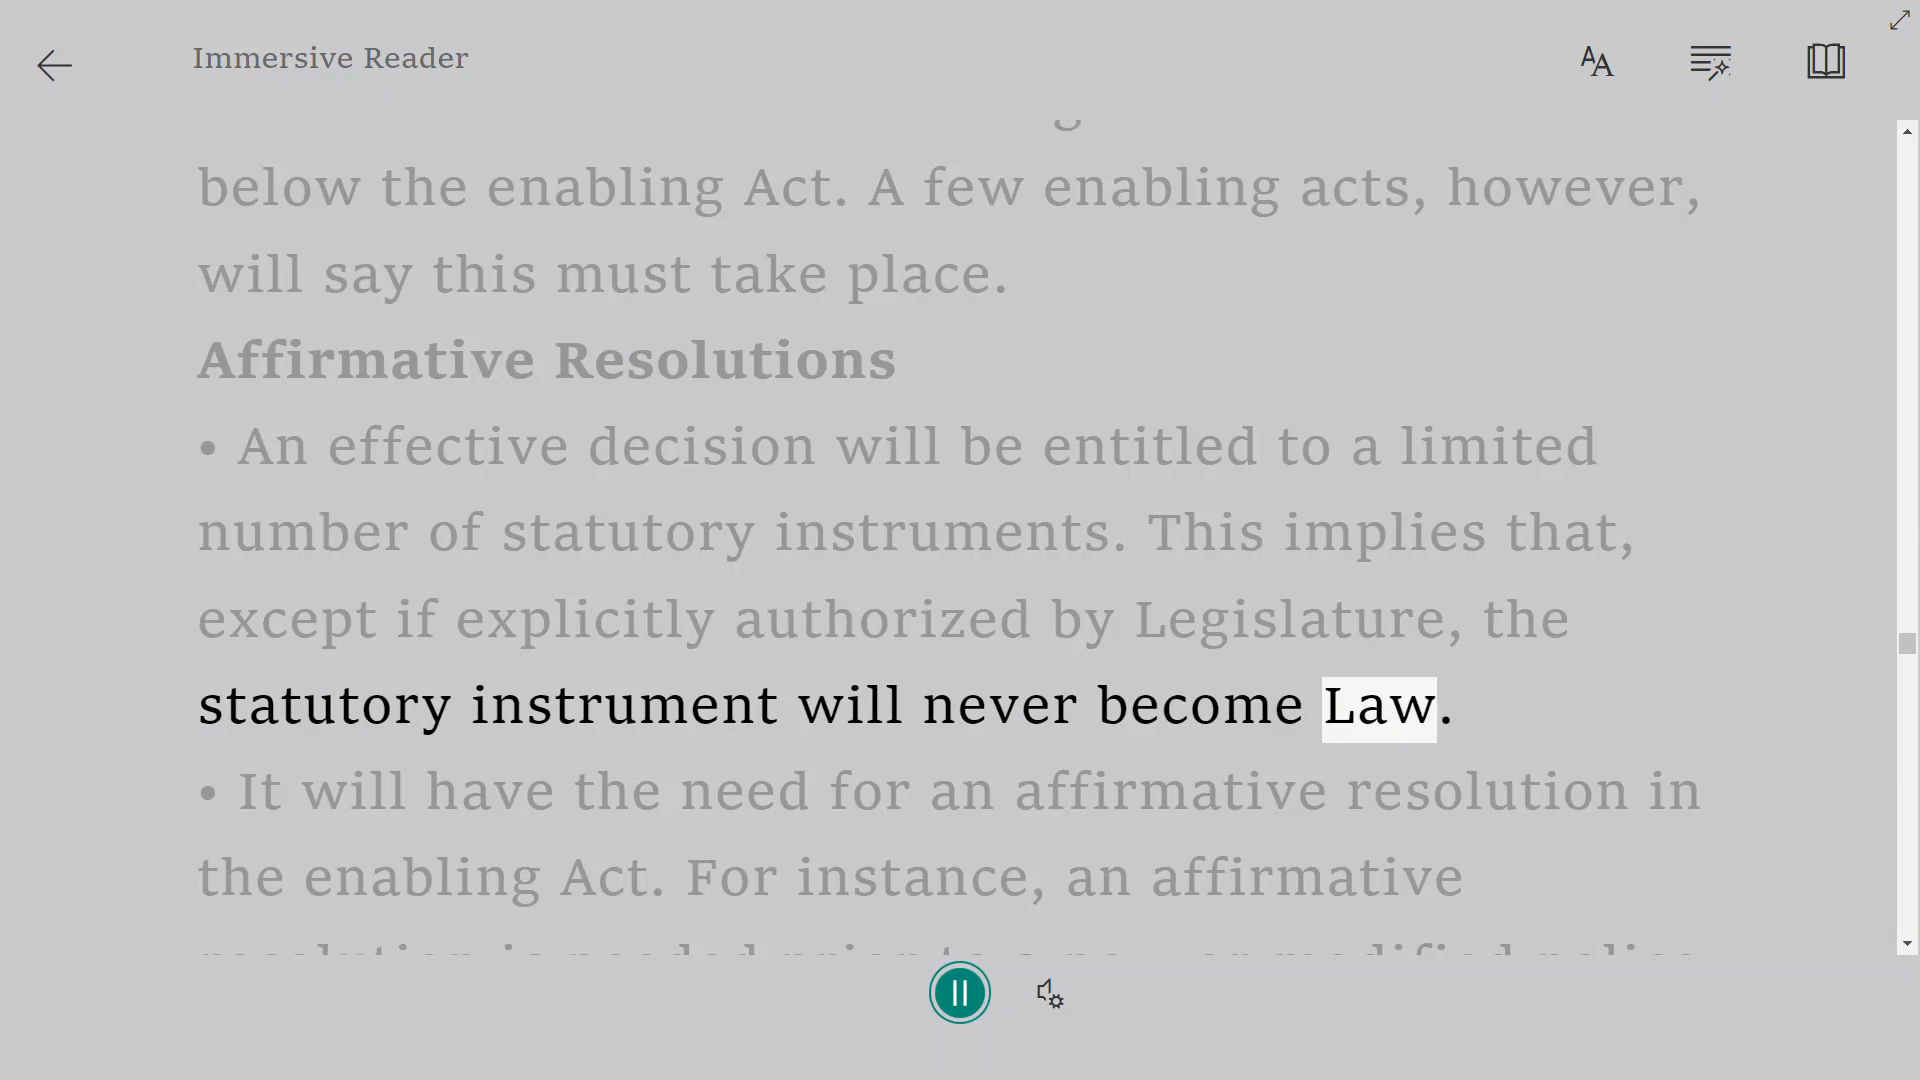 Immersive Reader
below the enabling Act. A few enabling acts, however,
will say this must take place.
Affirmative Resolutions
• An effective decision will be entitled to a limited
number of statutory instruments. This implies that,
except if explicitly authorized by Legislature, the
statutory instrument will never become Law.
• It will have the need for an affirmative resolution in
the enabling Act. For instance, an affirmative